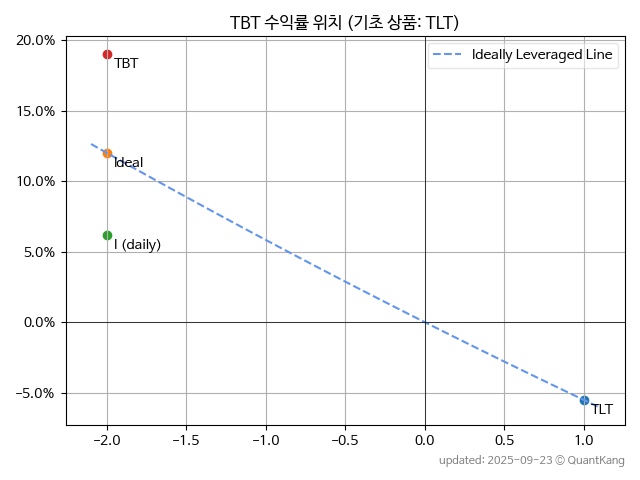 TBT 수익률 위치 (기초 상품: TLT)
20.0%
15.0%
10.0%
5.0%
0.0%
−5.0%
Ideally Leveraged Line
TBT
Ideal
I (daily)
TLT
−2.0 −1.5 −1.0 −0.5 0.0 0.5 1.0
updated: 2025-09-23 © QuantKang